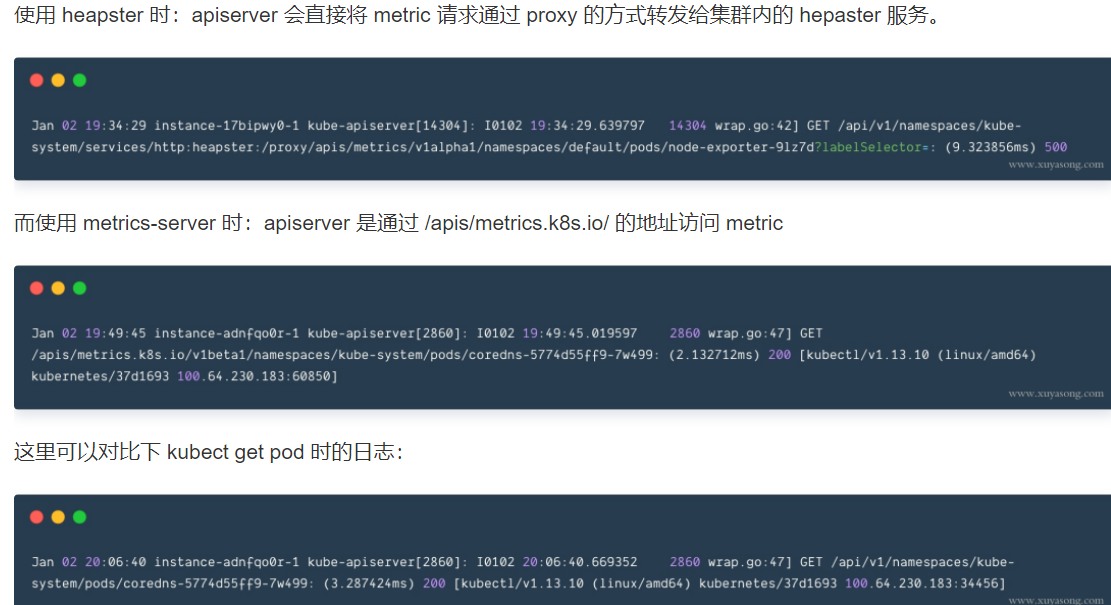 使用 heapster 时：apiserver 会直接将 metric 请求通过 proxy 的方式转发给集群内的 hepaster 服务。
Jan 02 19:34:29 instance-17bipwy0-1 kube-apiserver[14304]: I0102 19:34:29.639797   14304 wrap.go:42] GET /api/v1/namespaces/kube-
system/services/http:heapster:/proxy/apis/metrics/v1alpha1/namespaces/default/pods/node-exporter-9lz7d?labelSelector=: (9.323856ms) 500
www.xuyasong.com
而使用 metrics-server 时：apiserver 是通过 /apis/metrics.k8s.io/ 的地址访问 metric
Jan 02 19:49:45 instance-adnfqo0r-1 kube-apiserver[2860]: I0102 19:49:45.019597    2860 wrap.go:47] GET
/apis/metrics.k8s.io/v1beta1/namespaces/kube-system/pods/coredns-5774d55ff9-7w499: (2.132712ms) 200 [kubectl/v1.13.10 (linux/amd64)
kubernetes/37d1693 100.64.230.183:60850]
www.xuyasong.com
这里可以对比下 kubect get pod 时的日志：
Jan 02 20:06:40 instance-adnfqo0r-1 kube-apiserver[2860]: I0102 20:06:40.669352    2860 wrap.go:47] GET /api/v1/namespaces/kube-
system/pods/coredns-5774d55ff9-7w499: (3.287424ms) 200 [kubectl/v1.13.10 (linux/amd64) kubernetes/37d1693 100.64.230.183:34456]
www.xuyasong.com